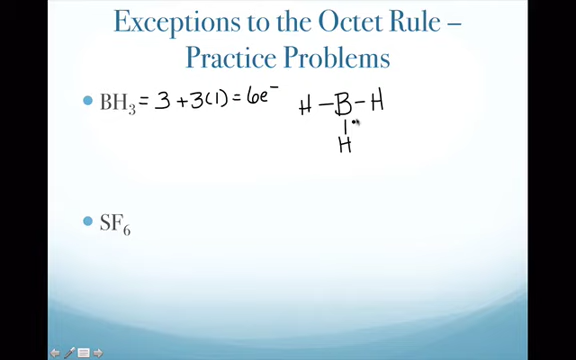 Exceptions to the Octet Rule –
Practice Problems
• BH₃ = 3 + 3(1) = 6e⁻ H – B – H
|
H
• SF₆